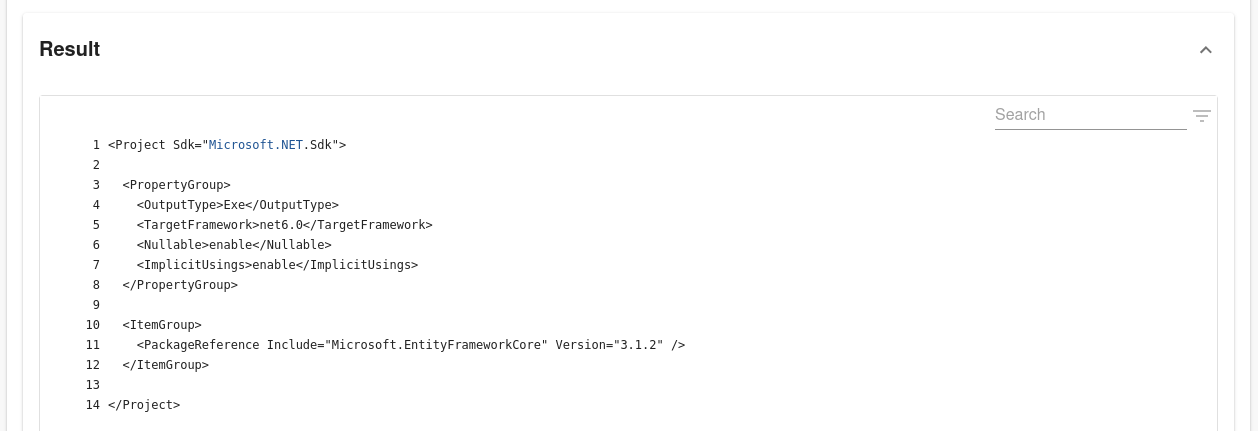 Result
Search
1 <Project Sdk="Microsoft.NET.Sdk">
2
3   <PropertyGroup>
4     <OutputType>Exe</OutputType>
5     <TargetFramework>net6.0</TargetFramework>
6     <Nullable>enable</Nullable>
7     <ImplicitUsings>enable</ImplicitUsings>
8   </PropertyGroup>
9
10   <ItemGroup>
11     <PackageReference Include="Microsoft.EntityFrameworkCore" Version="3.1.2" />
12   </ItemGroup>
13
14 </Project>